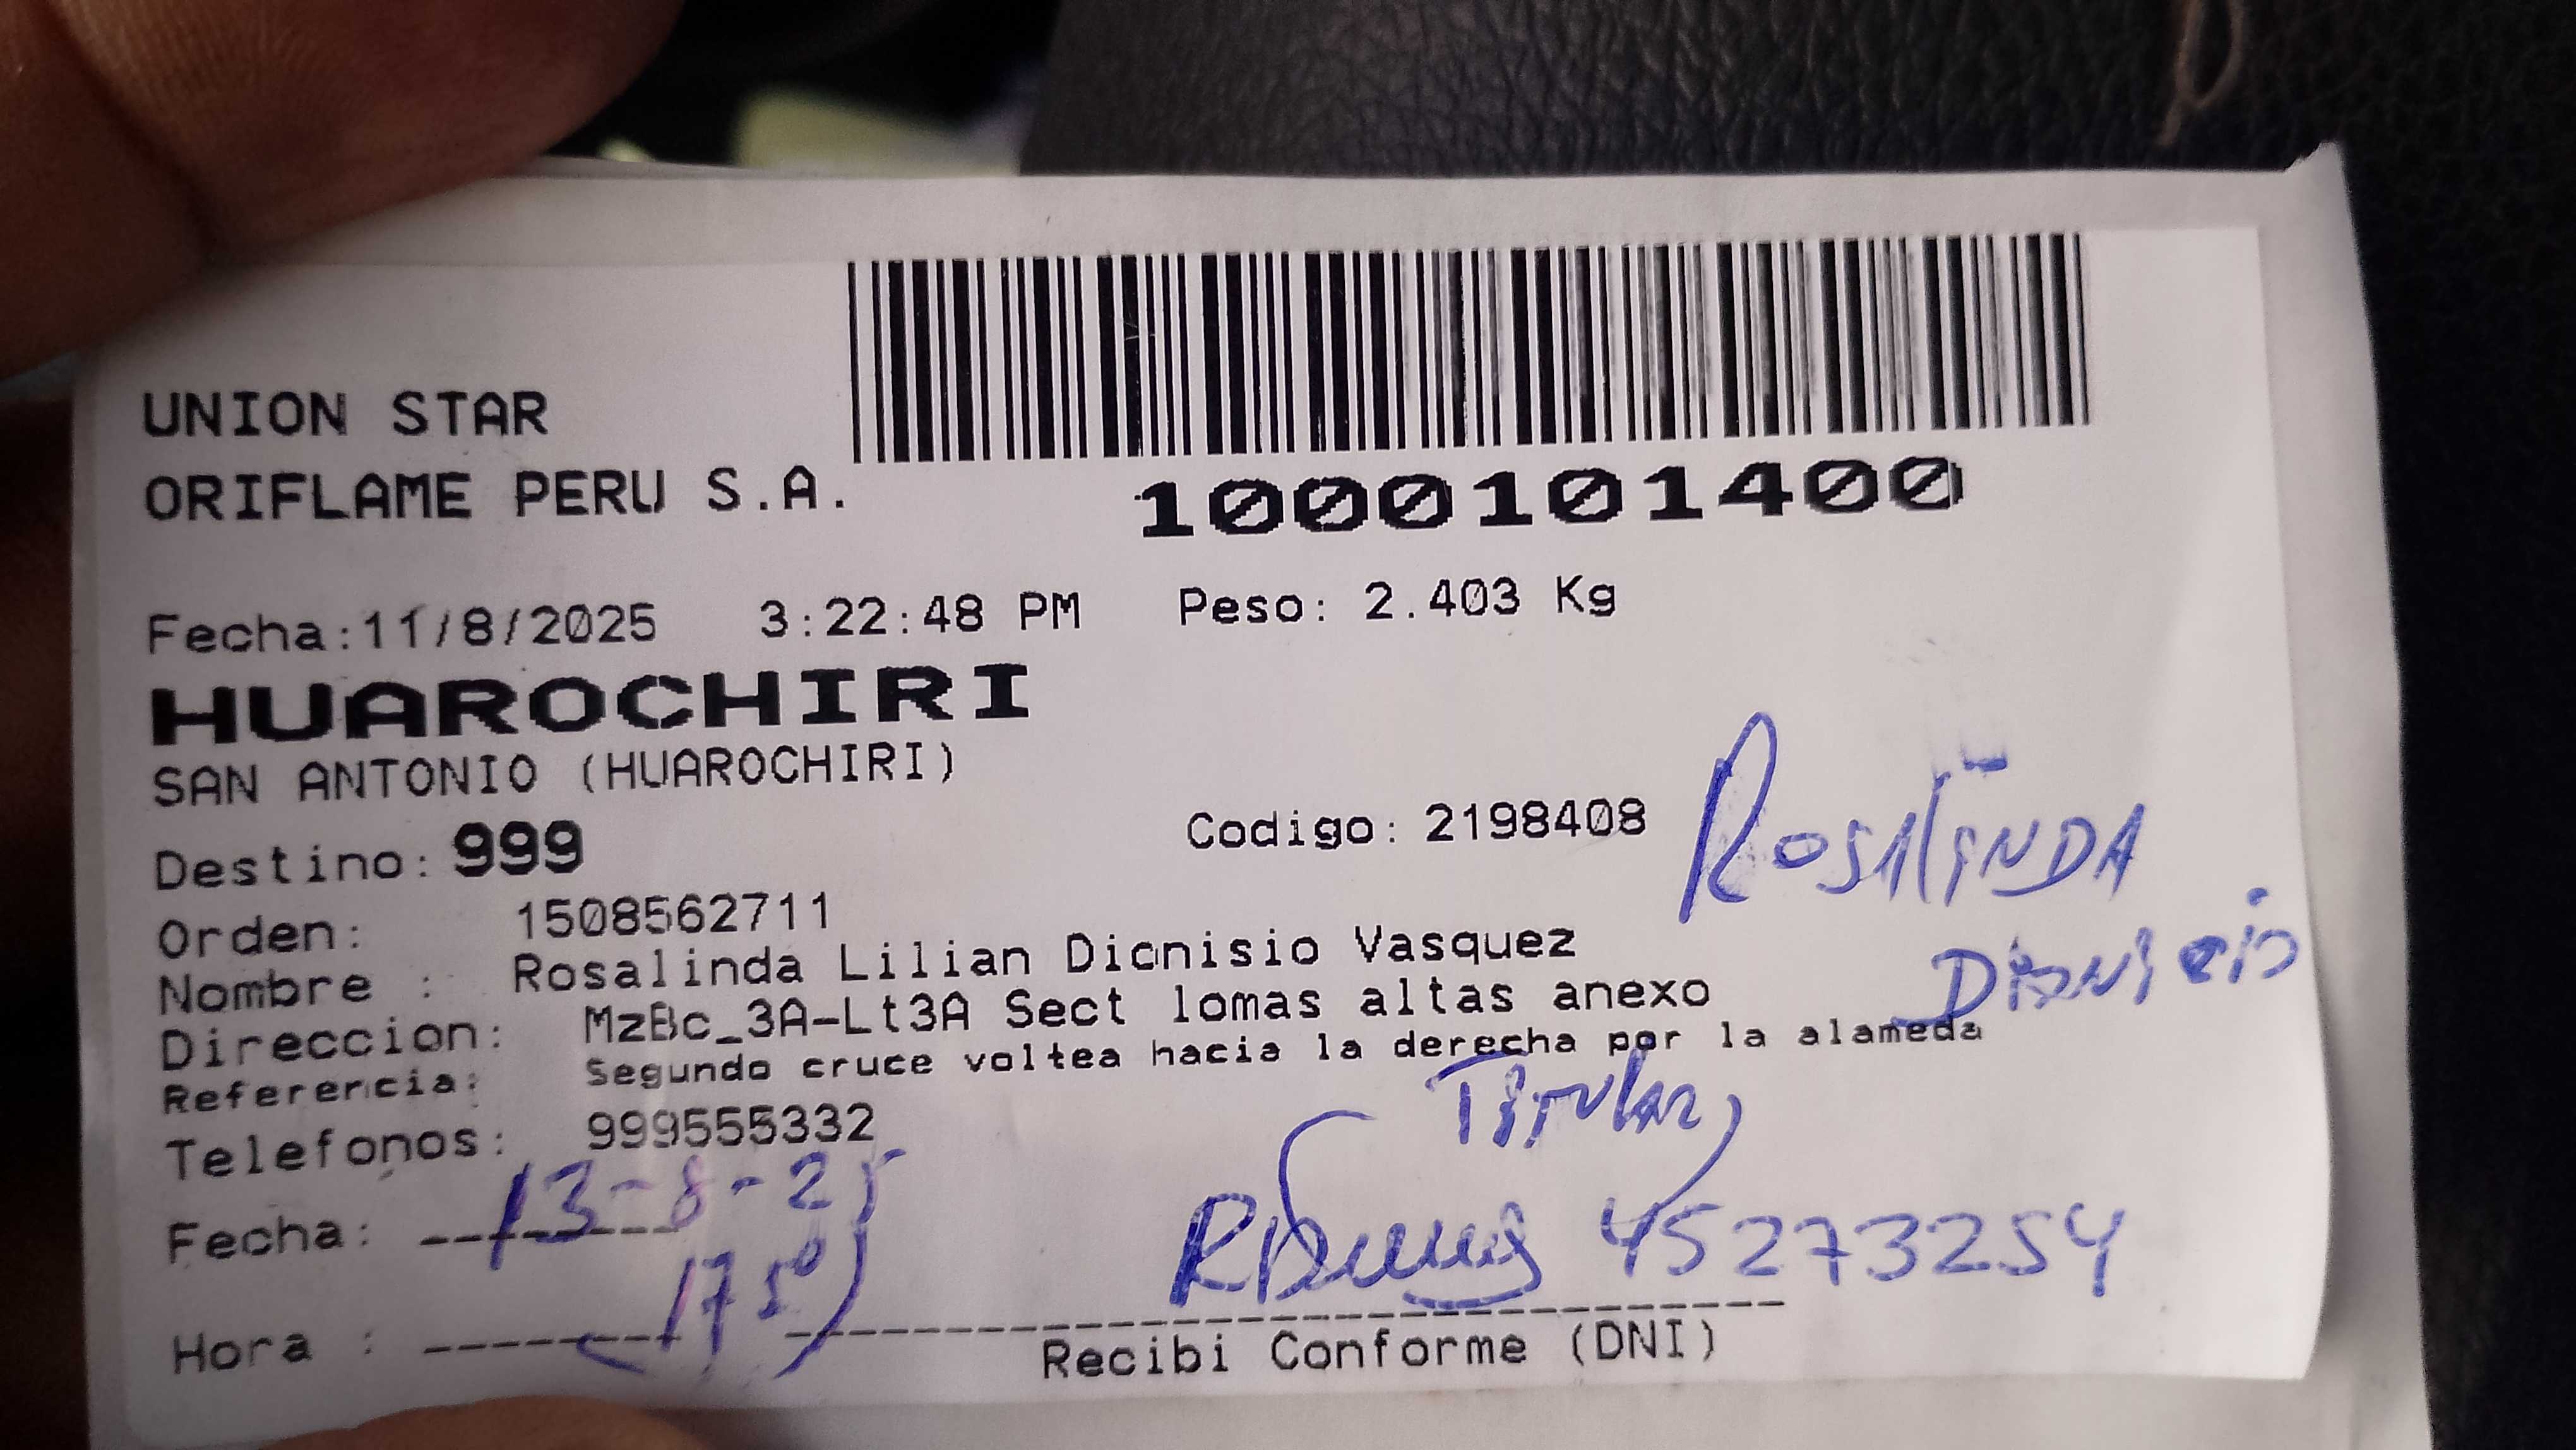 UNION STAR
ORIFLAME PERU S.A.
1000101400
Fecha:11/8/2025 3:22:48 PM Peso: 2.403 Kg
HUAROCHIRI
SAN ANTONIO (HUAROCHIRI)
Destino: 999 Codigo: 2198408
ROSALINDA
Orden: 1508562711
Nombre : Rosalinda Lilian Dionisio Vasquez
Dionicio
Direccion: MzBc_3A-Lt3A Sect lomas altas anexo
Referencia: Segundo cruce voltea hacia la derecha por la alameda
Titular
Telefonos: 999555332
Fecha: 13-8-25
45273254
Hora : 1750
Recibi Conforme (DNI)